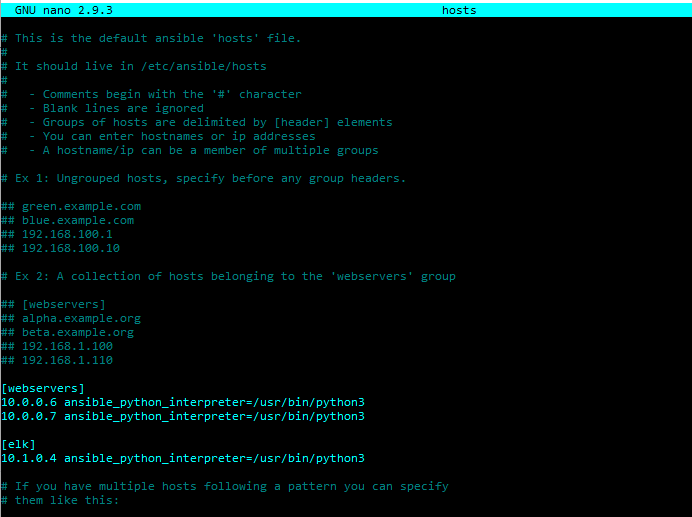 GNU nano 2.9.3 hosts
# This is the default ansible 'hosts' file.
#
# It should live in /etc/ansible/hosts
#
#   - Comments begin with the '#' character
#   - Blank lines are ignored
#   - Groups of hosts are delimited by [header] elements
#   - You can enter hostnames or ip addresses
#   - A hostname/ip can be a member of multiple groups
# Ex 1: Ungrouped hosts, specify before any group headers.
## green.example.com
## blue.example.com
## 192.168.100.1
## 192.168.100.10
# Ex 2: A collection of hosts belonging to the 'webservers' group
## [webservers]
## alpha.example.org
## beta.example.org
## 192.168.1.100
## 192.168.1.110
[webservers]
10.0.0.6 ansible_python_interpreter=/usr/bin/python3
10.0.0.7 ansible_python_interpreter=/usr/bin/python3
[elk]
10.1.0.4 ansible_python_interpreter=/usr/bin/python3
# If you have multiple hosts following a pattern you can specify
# them like this: